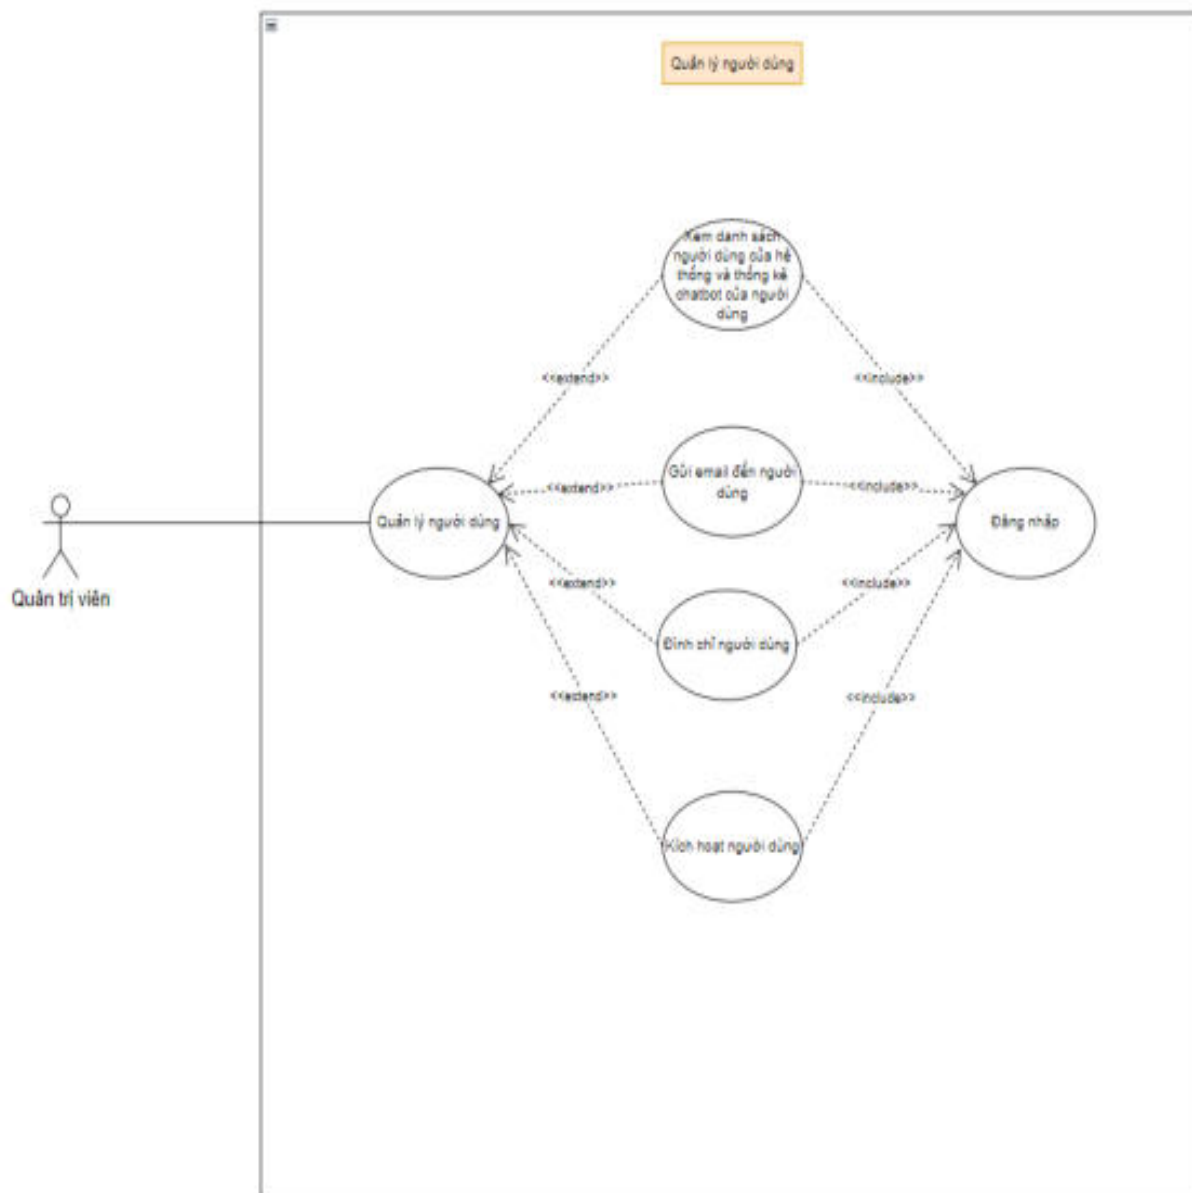 Quản lý người dùng
Xem danh sách
người dùng của hệ
thống và thống kê
chatbot của người
dùng
<<extend>>
<<include>>
Gửi email đến người
dùng
<<extend>>
<<include>>
Quản lý người dùng
Đăng nhập
Quản trị viên
<<extend>>
<<include>>
Đình chỉ người dùng
<<extend>>
<<include>>
Kích hoạt người dùng